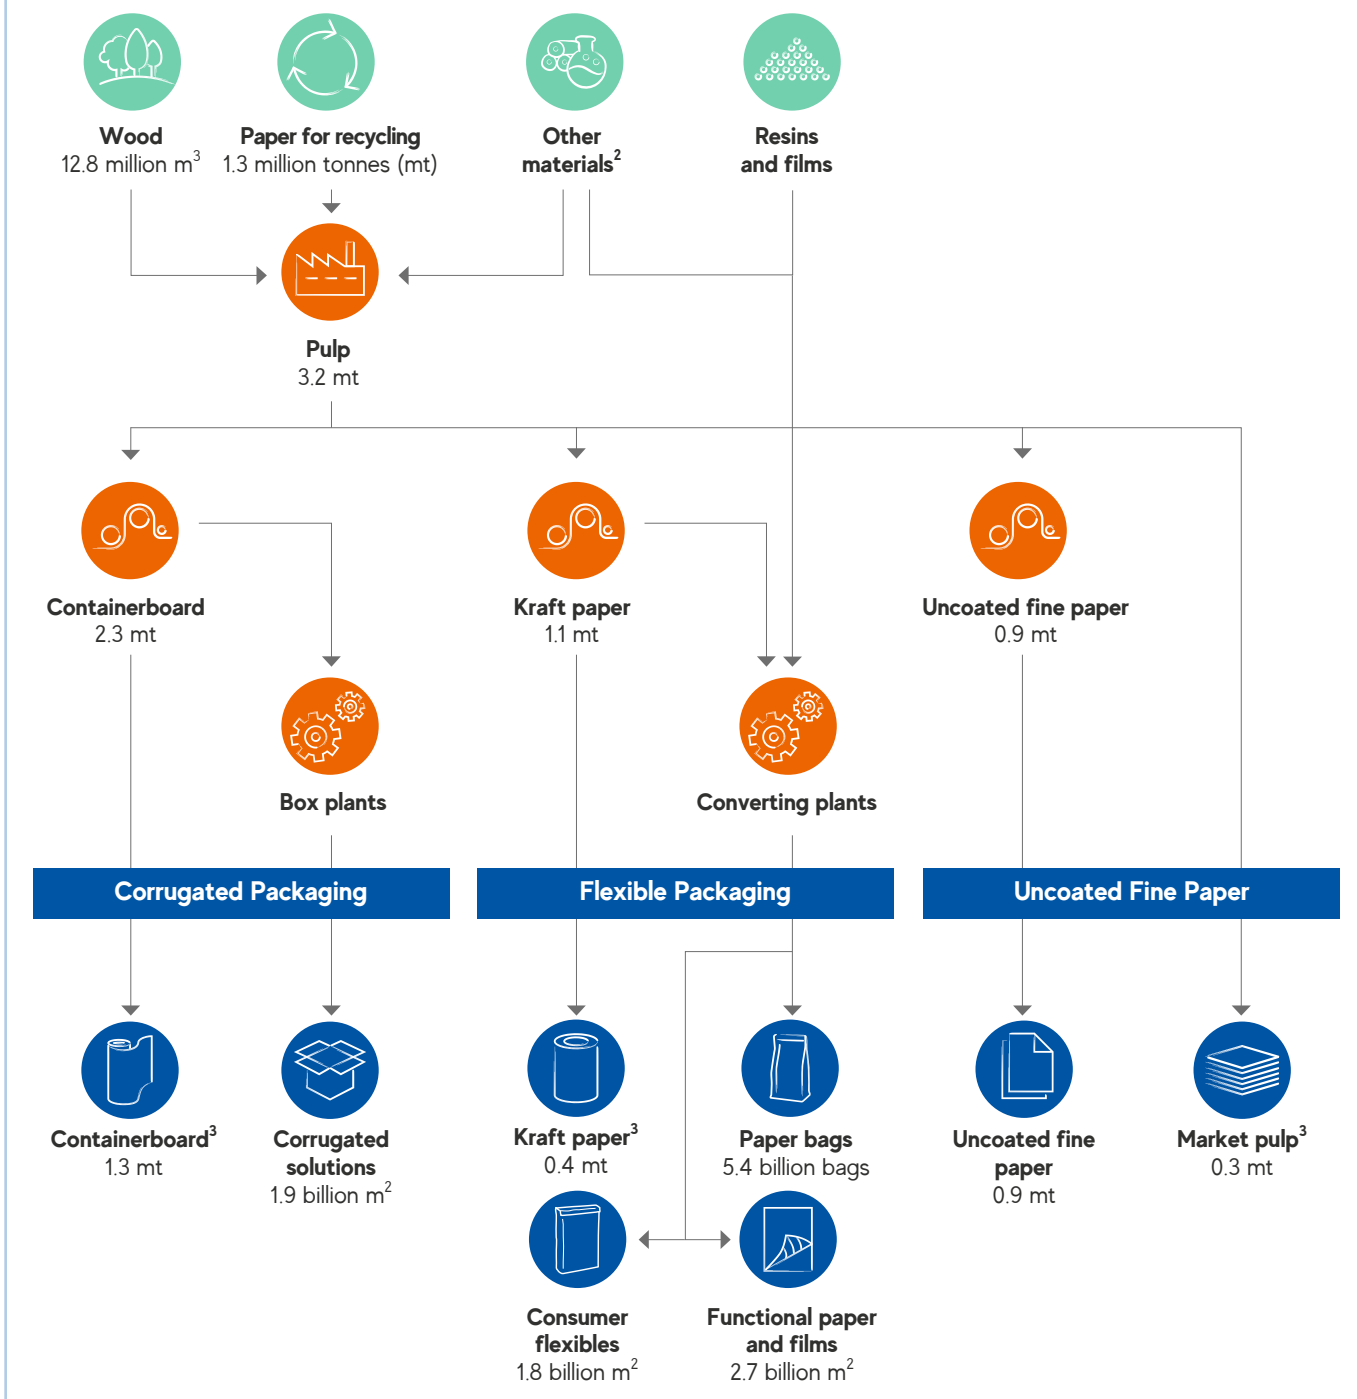 Wood
12.8 million m³
Paper for recycling
1.3 million tonnes (mt)
Other
materials²
Resins
and films
Pulp
3.2 mt
Containerboard
2.3 mt
Kraft paper
1.1 mt
Uncoated fine paper
0.9 mt
Box plants
Converting plants
Corrugated Packaging
Flexible Packaging
Uncoated Fine Paper
Containerboard³
1.3 mt
Corrugated
solutions
1.9 billion m²
Kraft paper³
0.4 mt
Paper bags
5.4 billion bags
Uncoated fine
paper
0.9 mt
Market pulp³
0.3 mt
Consumer
flexibles
1.8 billion m²
Functional paper
and films
2.7 billion m²